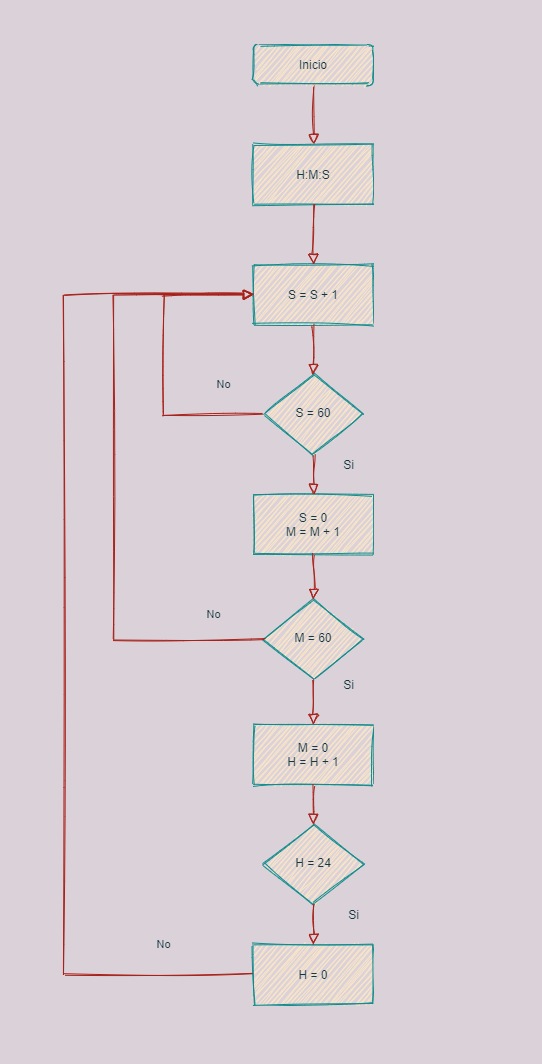 Inicio
H:M:S
S = S + 1
No
S = 60
Si
S = 0
M = M + 1
No
M = 60
Si
M = 0
H = H + 1
H = 24
Si
No
H = 0